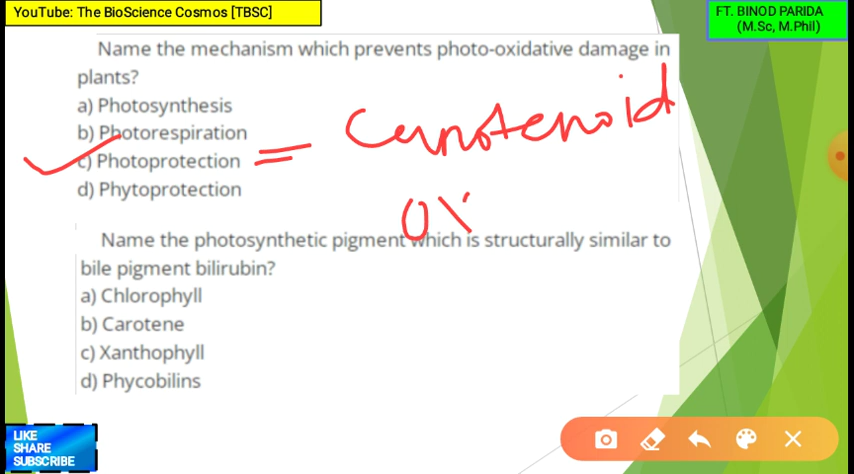 YouTube: The BioScience Cosmos [TBSC]
FT. BINOD PARIDA
(M.Sc, M.Phil)
Name the mechanism which prevents photo-oxidative damage in
plants?
a) Photosynthesis
b) Photorespiration
c) Photoprotection = Carotenoid
d) Phytoprotection
OX
Name the photosynthetic pigment which is structurally similar to
bile pigment bilirubin?
a) Chlorophyll
b) Carotene
c) Xanthophyll
d) Phycobilins
LIKE
SHARE
SUBSCRIBE